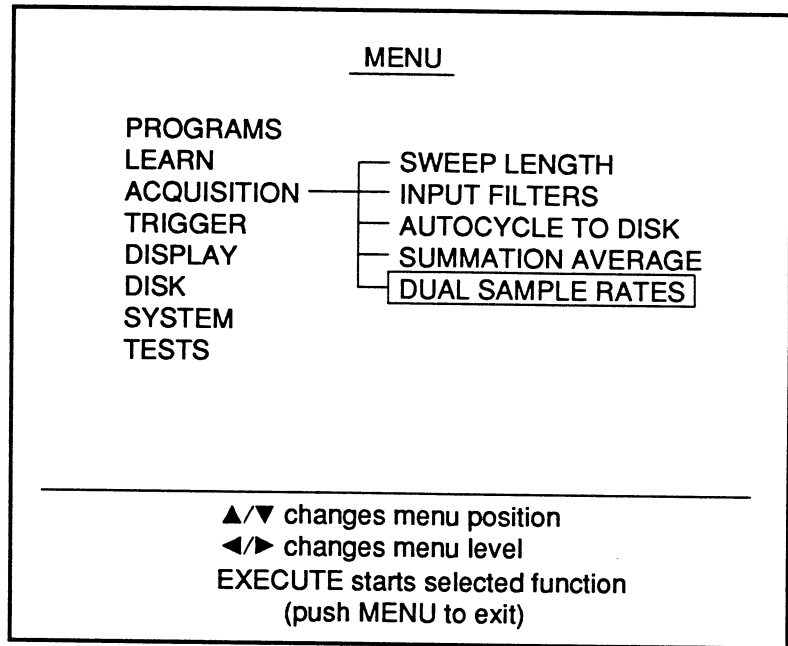 MENU
PROGRAMS
LEARN
ACQUISITION
TRIGGER
DISPLAY
DISK
SYSTEM
TESTS
SWEEP LENGTH
INPUT FILTERS
AUTOCYCLE TO DISK
SUMMATION AVERAGE
DUAL SAMPLE RATES
▲/▼ changes menu position
◄/► changes menu level
EXECUTE starts selected function
(push MENU to exit)